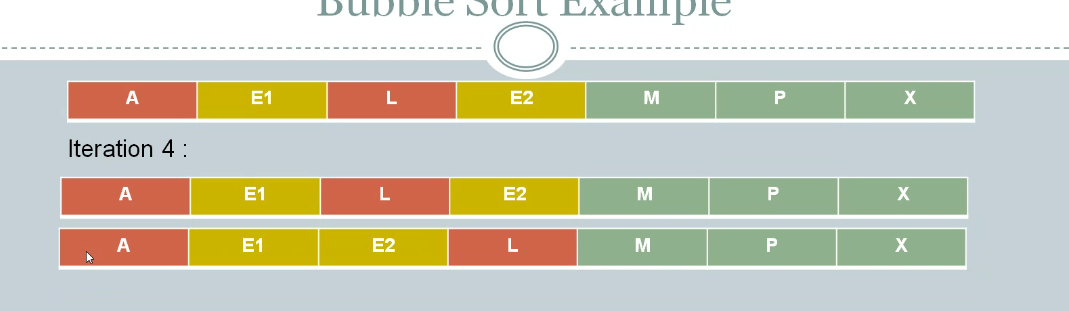 Bubble Sort Example
A E1 L E2 M P X
Iteration 4 :
A E1 L E2 M P X
A E1 E2 L M P X